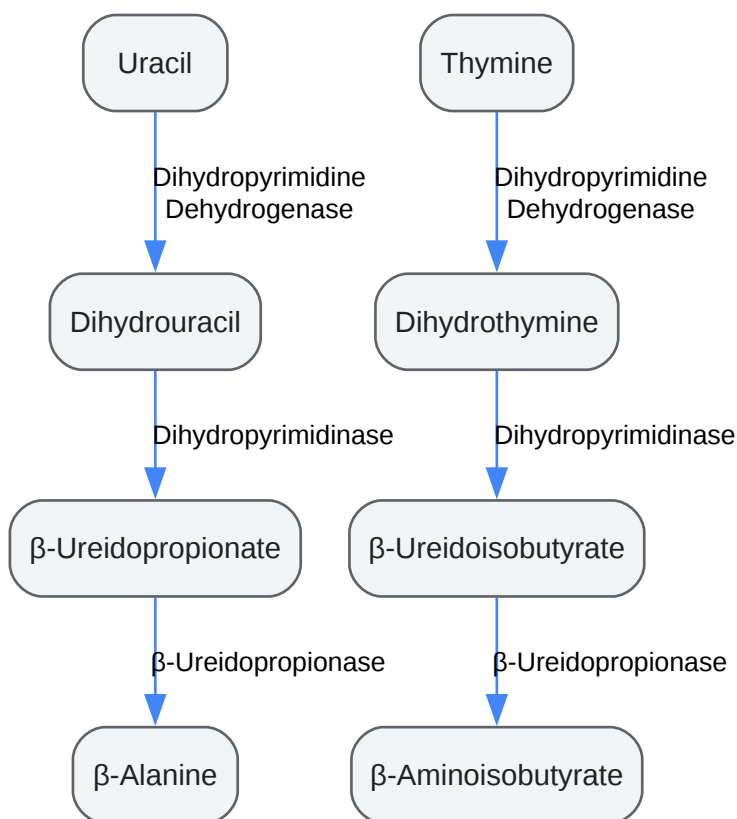 Uracil
Thymine
Dihydropyrimidine
Dehydrogenase
Dihydropyrimidine
Dehydrogenase
Dihydrouracil
Dihydrothymine
Dihydropyrimidinase
Dihydropyrimidinase
β-Ureidopropionate
β-Ureidoisobutyrate
β-Ureidopropionase
β-Ureidopropionase
β-Alanine
β-Aminoisobutyrate